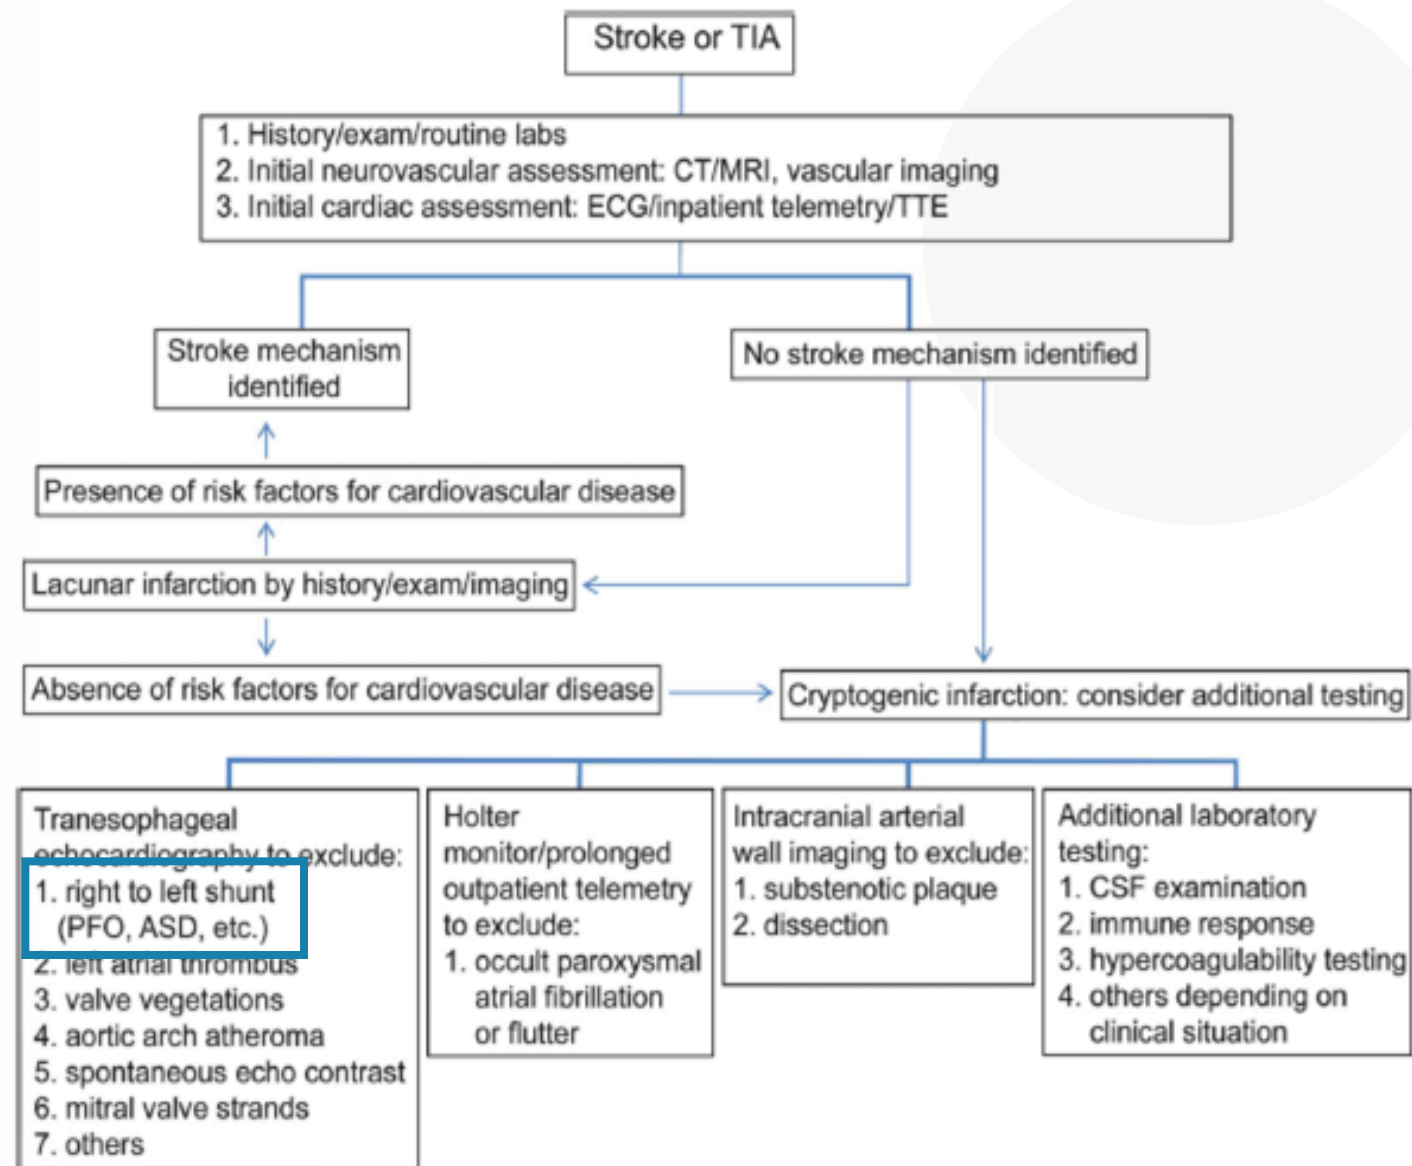 Stroke or TIA
1. History/exam/routine labs
2. Initial neurovascular assessment: CT/MRI, vascular imaging
3. Initial cardiac assessment: ECG/inpatient telemetry/TTE
Stroke mechanism
identified
No stroke mechanism identified
Presence of risk factors for cardiovascular disease
Lacunar infarction by history/exam/imaging
Absence of risk factors for cardiovascular disease
Cryptogenic infarction: consider additional testing
Tranesophageal
echocardiography to exclude:
1. right to left shunt
(PFO, ASD, etc.)
2. left atrial thrombus
3. valve vegetations
4. aortic arch atheroma
5. spontaneous echo contrast
6. mitral valve strands
7. others
Holter
monitor/prolonged
outpatient telemetry
to exclude:
1. occult paroxysmal
atrial fibrillation
or flutter
Intracranial arterial
wall imaging to exclude:
1. substenotic plaque
2. dissection
Additional laboratory
testing:
1. CSF examination
2. immune response
3. hypercoagulability testing
4. others depending on
clinical situation